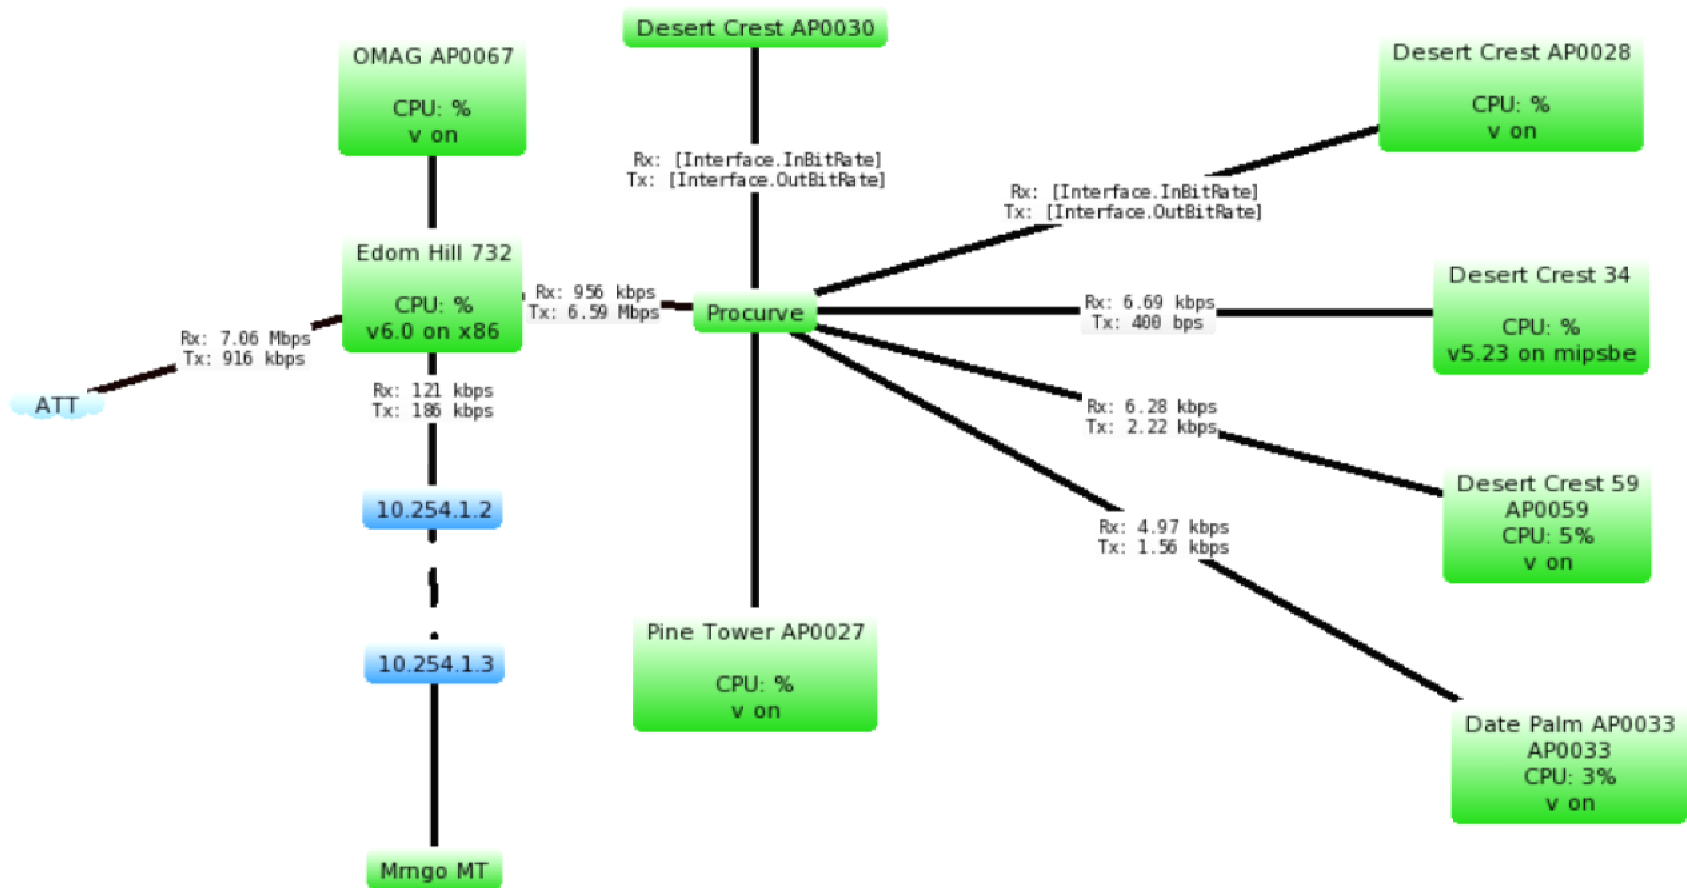 Desert Crest AP0030
OMAG AP0067
CPU: %
v on
Desert Crest AP0028
CPU: %
v on
Rx: [Interface.InBitRate]
Tx: [Interface.OutBitRate]
Rx: [Interface.InBitRate]
Tx: [Interface.OutBitRate]
Edom Hill 732
CPU: %
v6.0 on x86
Rx: 956 kbps
Tx: 6.59 Mbps
Procurve
Rx: 6.69 kbps
Tx: 400 bps
Desert Crest 34
CPU: %
v5.23 on mipsbe
Rx: 7.06 Mbps
Tx: 916 kbps
ATT
Rx: 121 kbps
Tx: 186 kbps
Rx: 6.28 kbps
Tx: 2.22 kbps
10.254.1.2
Desert Crest 59
AP0059
CPU: 5%
v on
Rx: 4.97 kbps
Tx: 1.56 kbps
10.254.1.3
Pine Tower AP0027
CPU: %
v on
Date Palm AP0033
AP0033
CPU: 3%
v on
Mrngo MT